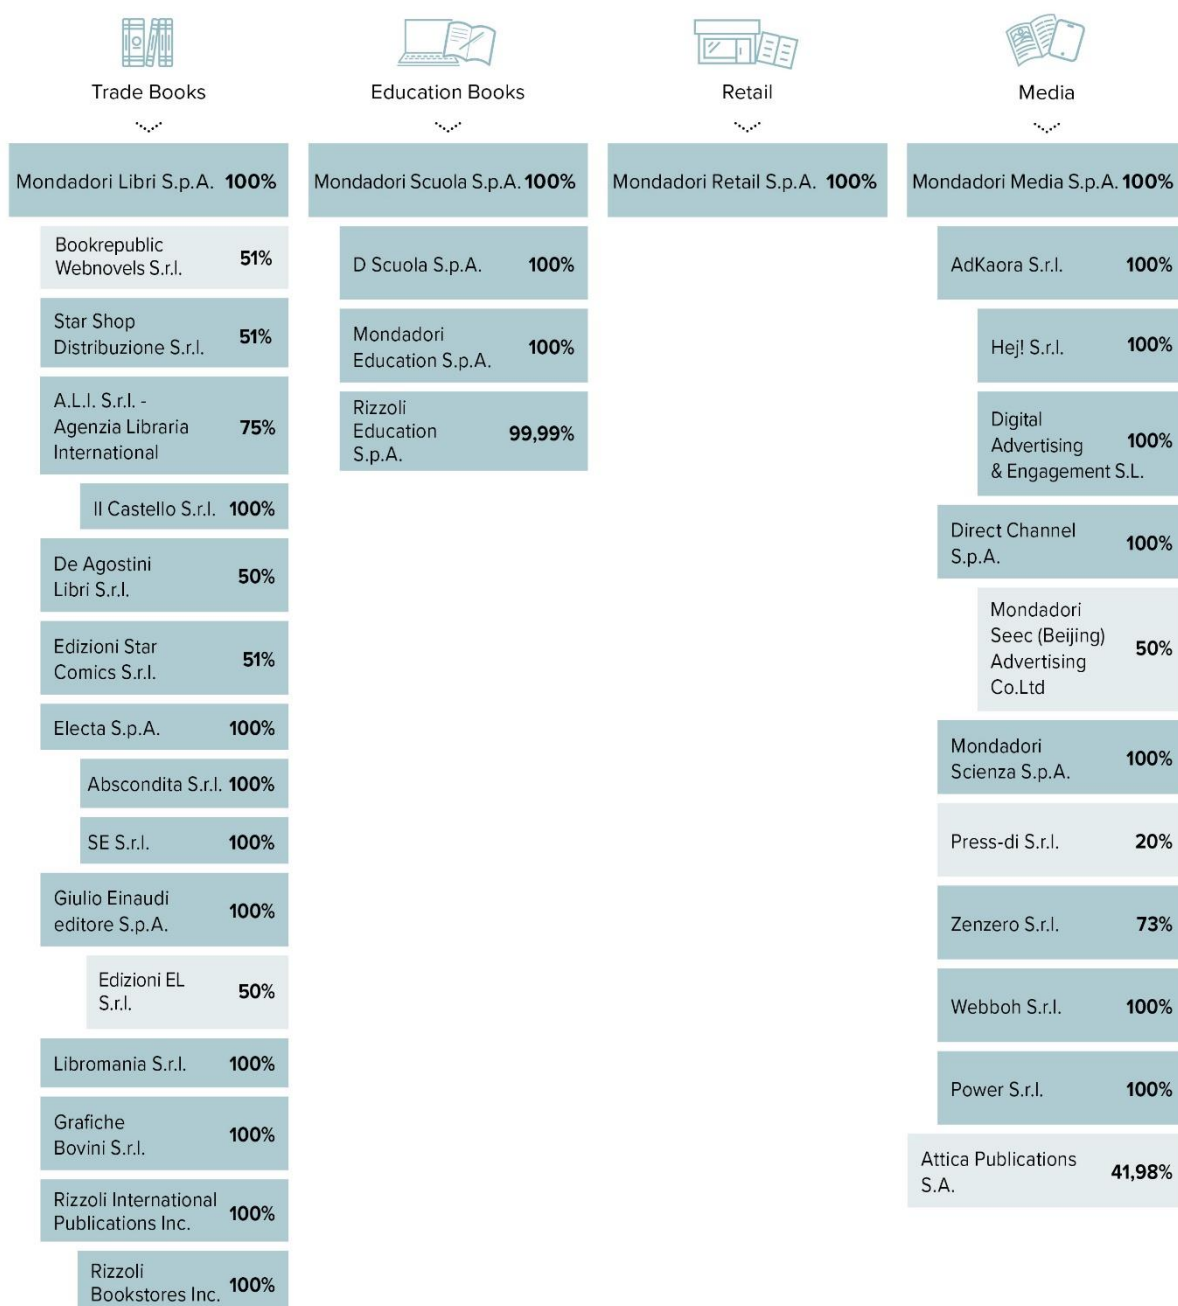 Trade Books
Mondadori Libri S.p.A. 100%
Bookrepublic
Webnovels S.r.l. 51%
Star Shop
Distribuzione S.r.l. 51%
A.L.I. S.r.l. -
Agenzia Libraria 75%
International
Il Castello S.r.l. 100%
De Agostini
Libri S.r.l. 50%
Edizioni Star
Comics S.r.l. 51%
Electa S.p.A. 100%
Abscondita S.r.l. 100%
SE S.r.l. 100%
Giulio Einaudi
editore S.p.A. 100%
Edizioni EL
S.r.l. 50%
Libromania S.r.l. 100%
Grafiche
Bovini S.r.l. 100%
Rizzoli International
Publications Inc. 100%
Rizzoli
Bookstores Inc. 100%
Education Books
Mondadori Scuola S.p.A. 100%
D Scuola S.p.A. 100%
Mondadori
Education S.p.A. 100%
Rizzoli
Education 99,99%
S.p.A.
Retail
Mondadori Retail S.p.A. 100%
Media
Mondadori Media S.p.A. 100%
AdKaora S.r.l. 100%
Hej! S.r.l. 100%
Digital
Advertising 100%
& Engagement S.L.
Direct Channel
S.p.A. 100%
Mondadori
Seec (Beijing) 50%
Advertising
Co.Ltd
Mondadori
Scienza S.p.A. 100%
Press-di S.r.l. 20%
Zenzero S.r.l. 73%
Webboh S.r.l. 100%
Power S.r.l. 100%
Attica Publications
S.A. 41,98%